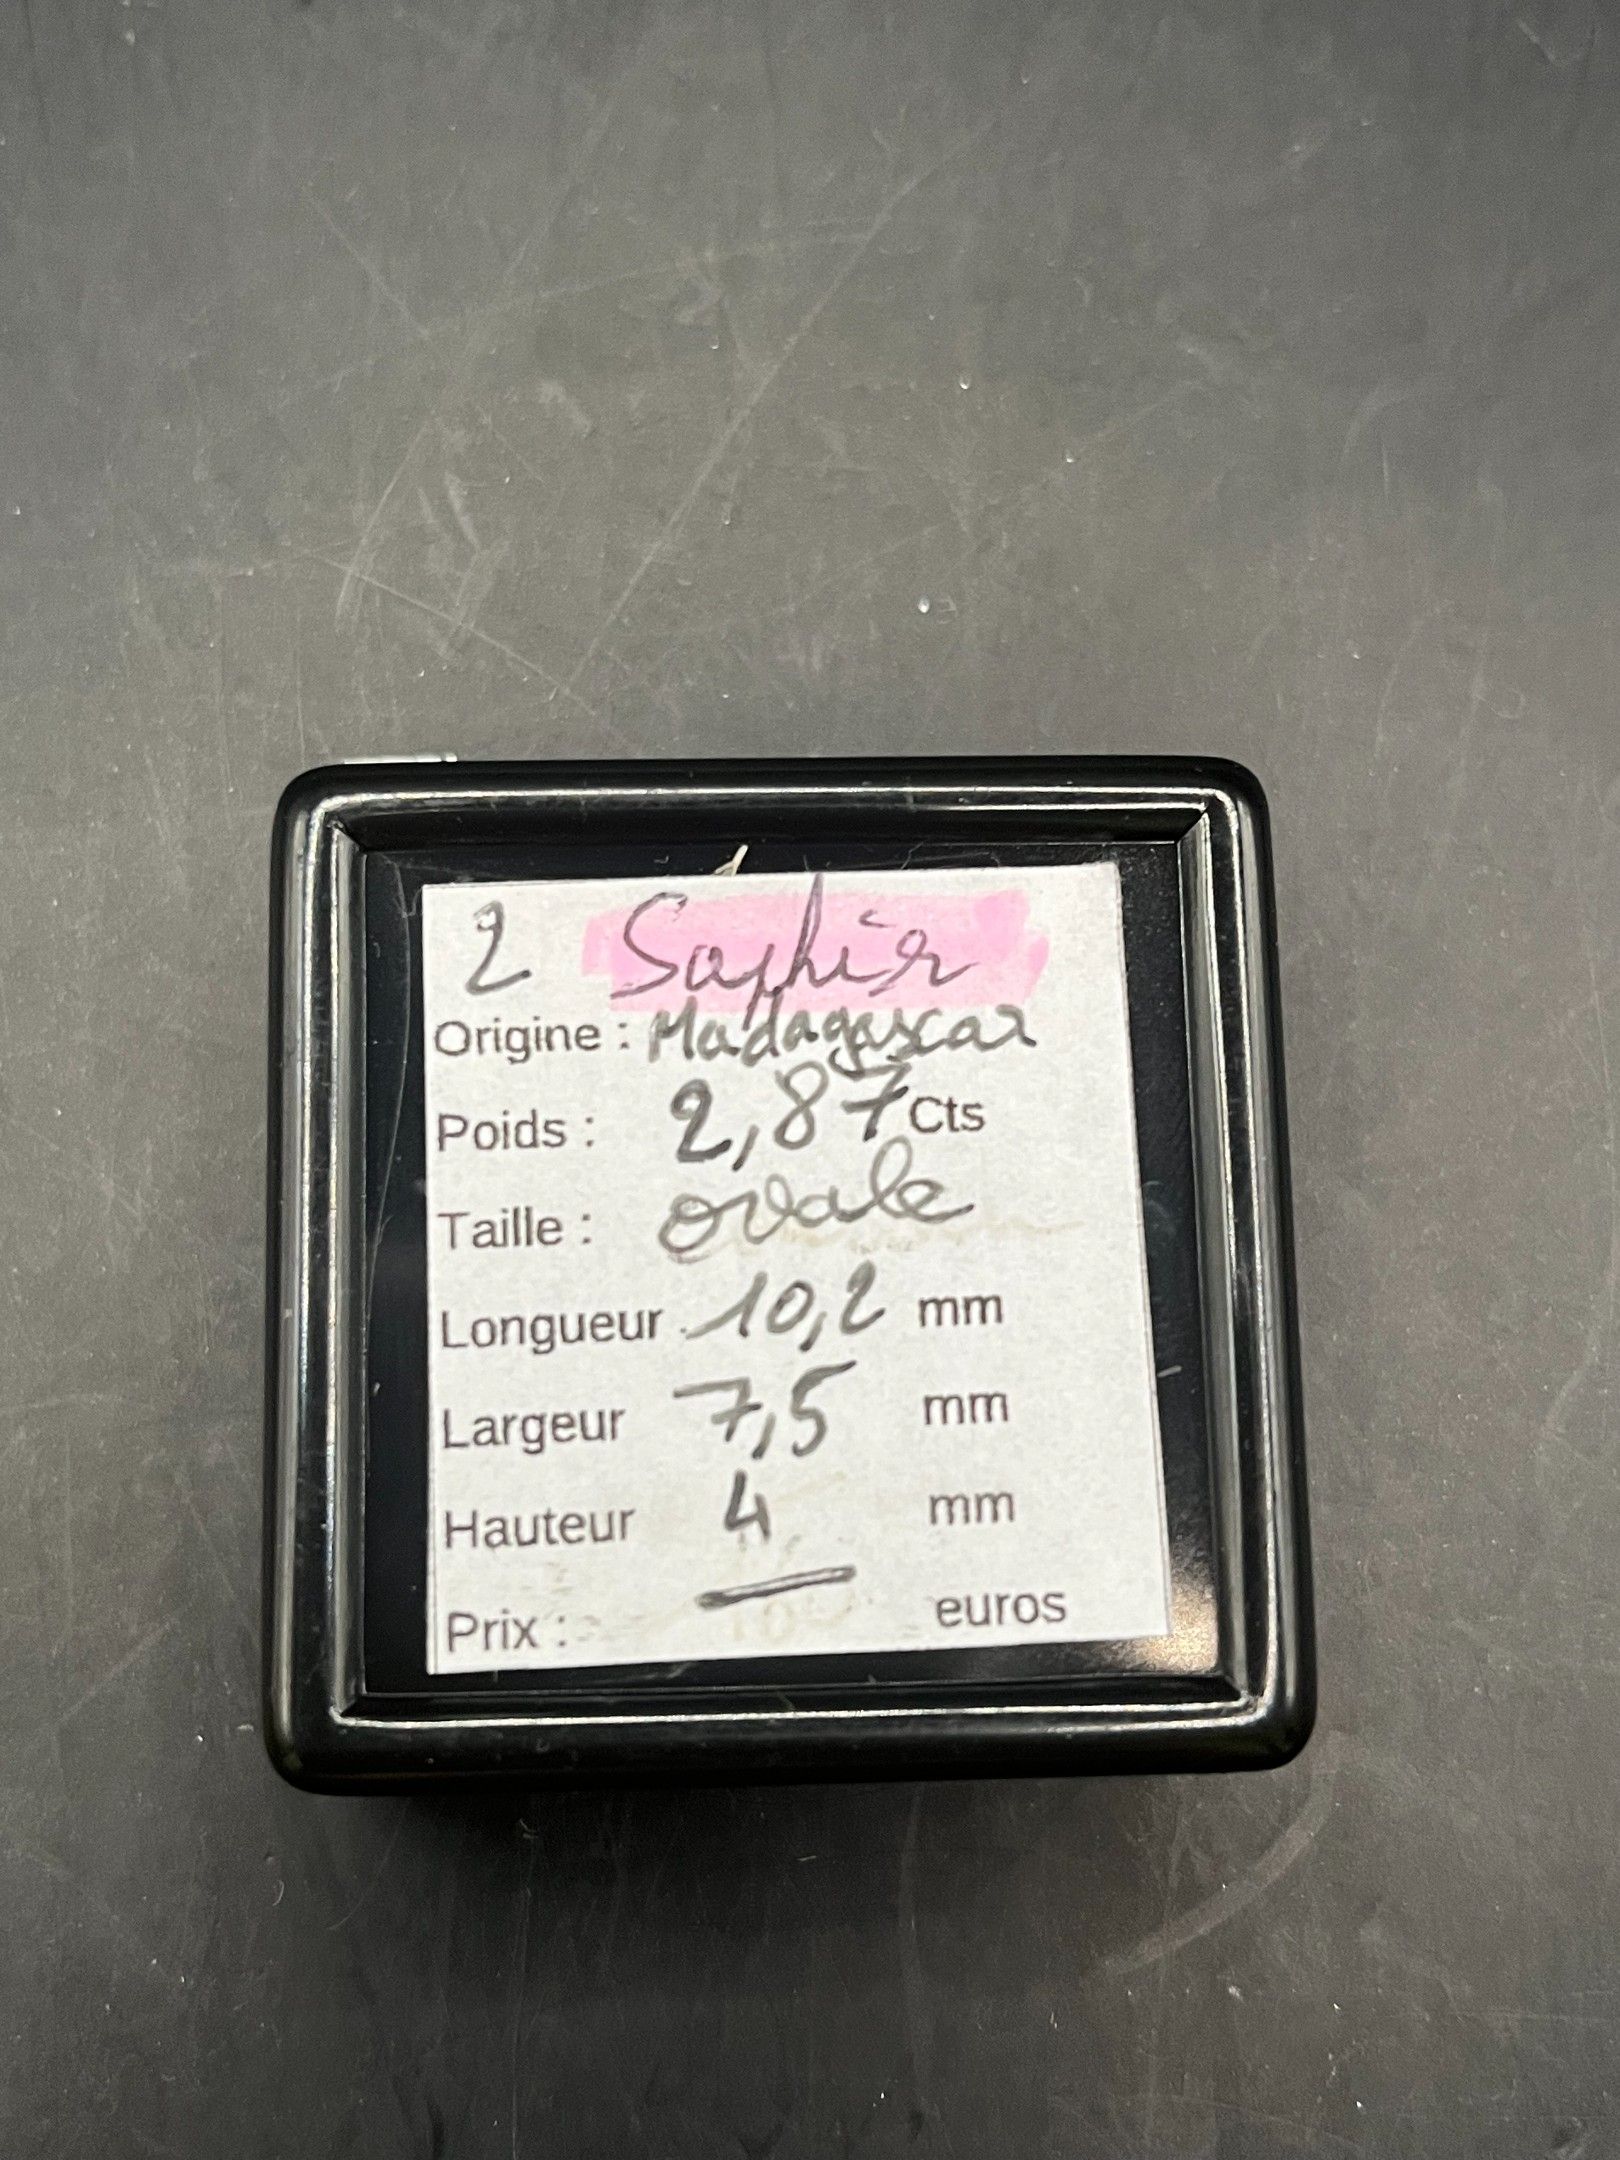 2 Saphir
Origine : Madagascar
Poids : 2,87 Cts
Taille : ovale
Longueur 10,2 mm
Largeur 7,5 mm
Hauteur 4 mm
Prix : — euros